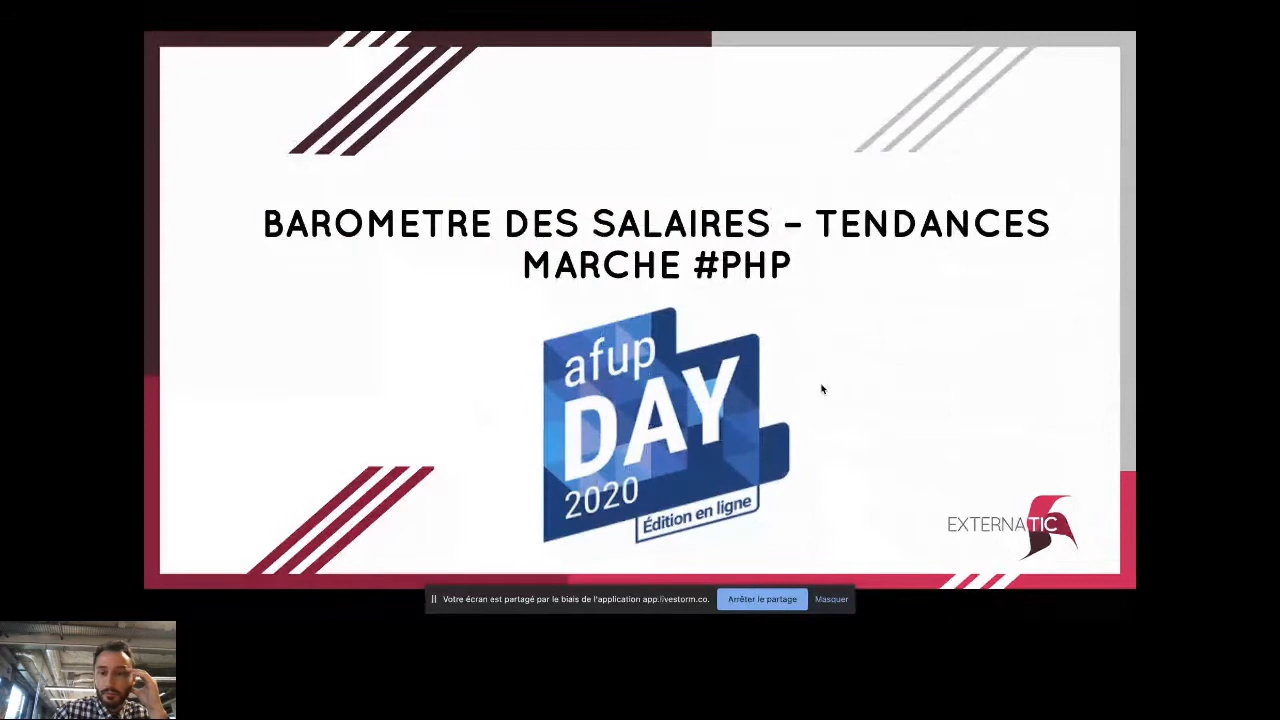 BAROMETRE DES SALAIRES – TENDANCES
MARCHE #PHP
afup
DAY
2020
Édition en ligne
EXTERNATIC
Votre écran est partagé par le biais de l'application app.livestorm.co.
Arrêter le partage
Masquer